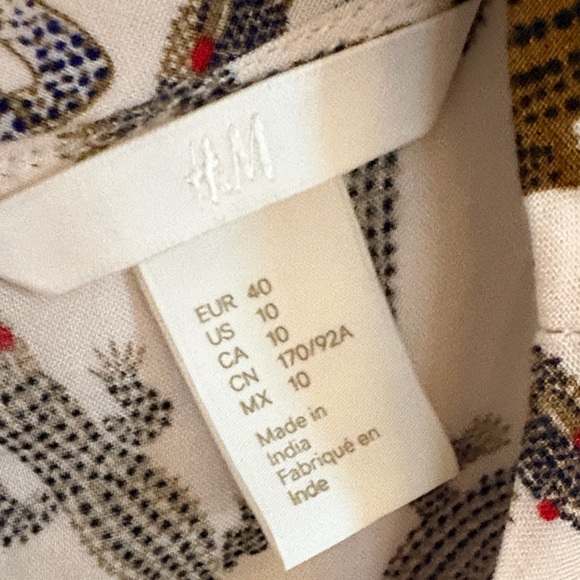 H&M
EUR 40
US 10
CA 10
CN 170/92A
MX 10
Made in
India
Fabriqué en
Inde